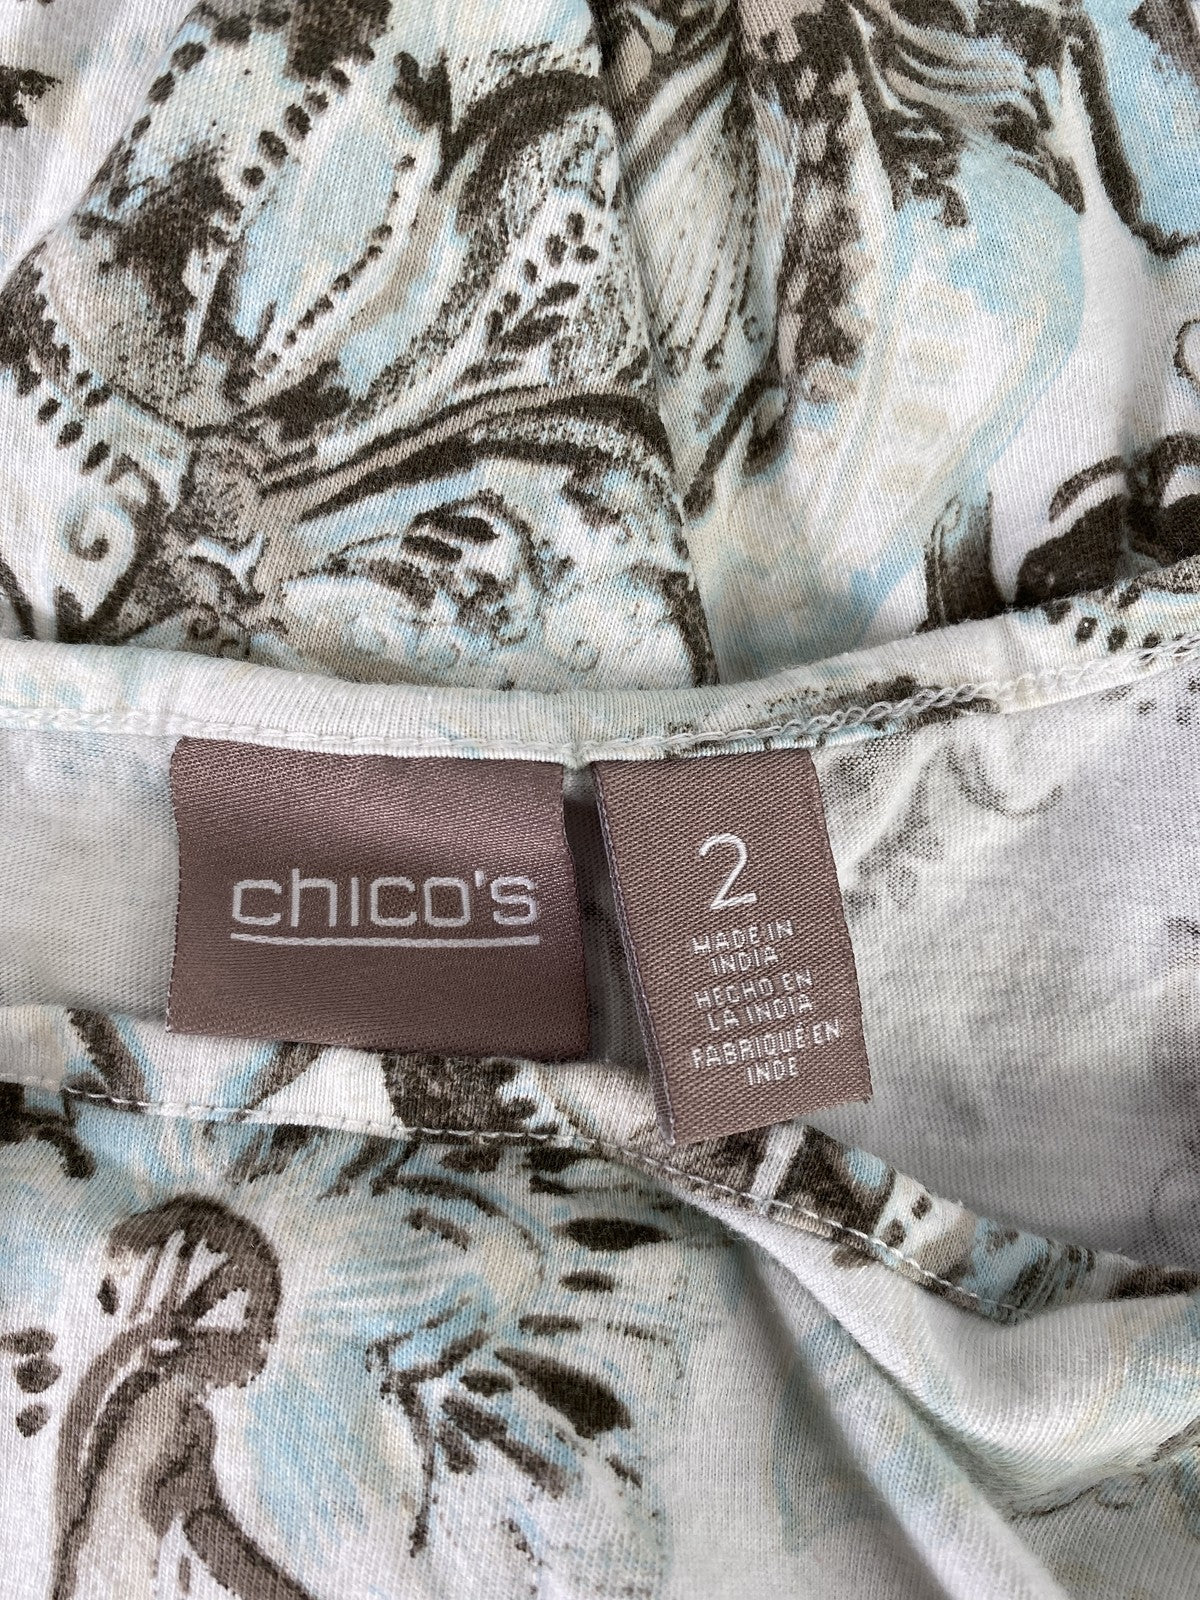 chico's
2
MADE IN
INDIA
HECHO EN
LA INDIA
FABRIQUÉ EN
INDE